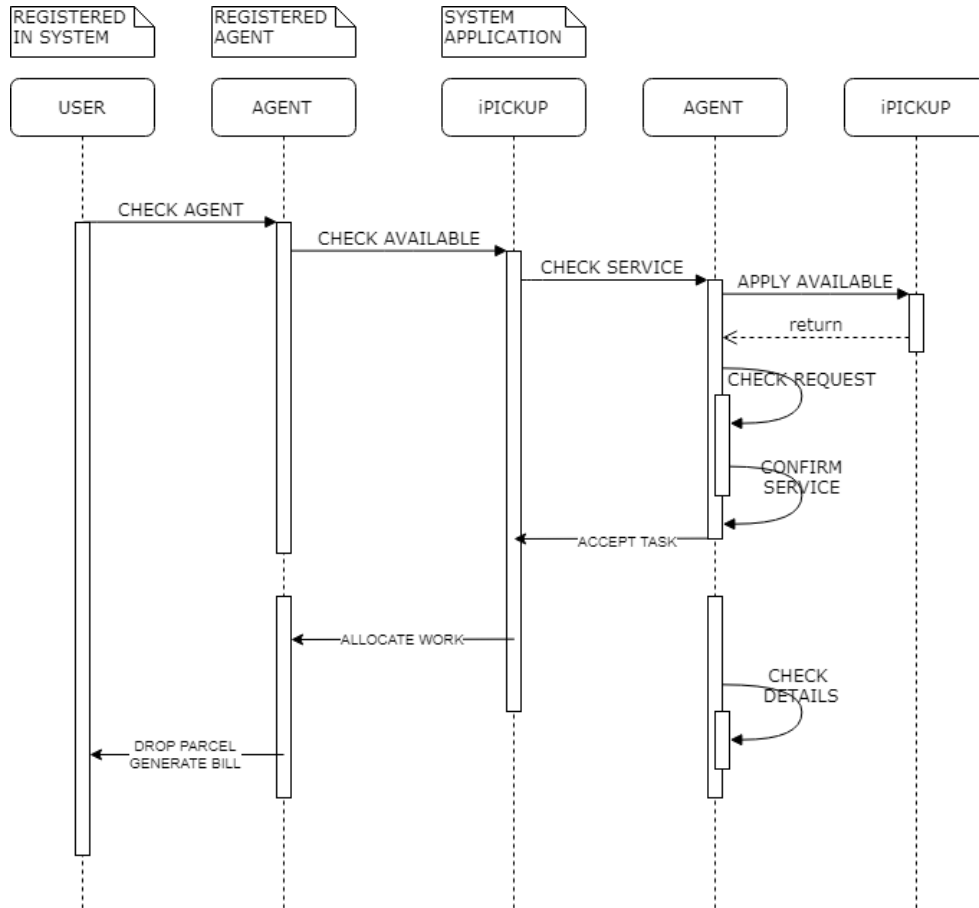 REGISTERED
IN SYSTEM
REGISTERED
AGENT
SYSTEM
APPLICATION
USER
AGENT
iPICKUP
AGENT
iPICKUP
CHECK AGENT
CHECK AVAILABLE
CHECK SERVICE
APPLY AVAILABLE
return
CHECK REQUEST
CONFIRM
SERVICE
ACCEPT TASK
ALLOCATE WORK
CHECK
DETAILS
DROP PARCEL
GENERATE BILL